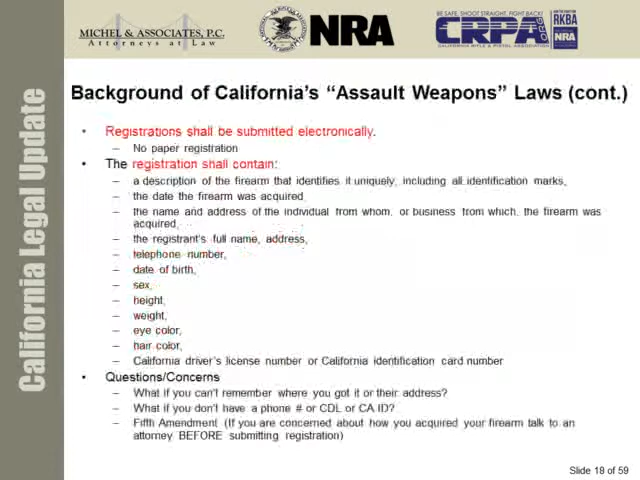 MICHEL & ASSOCIATES, P.C.
Attorneys at Law
NRA
BE SAFE, SHOOT STRAIGHT, FIGHT BACK!
CRPA.ORG
CALIFORNIA RIFLE & PISTOL ASSOCIATION
RKBA
NRA
California Legal Update
Background of California's “Assault Weapons” Laws (cont.)
• Registrations shall be submitted electronically.
– No paper registration
• The registration shall contain:
– a description of the firearm that identifies it uniquely, including all identification marks,
– the date the firearm was acquired
– the name and address of the individual from whom, or business from which, the firearm was
acquired,
– the registrant's full name, address,
– telephone number,
– date of birth,
– sex,
– height,
– weight,
– eye color,
– hair color,
– California driver's license number or California identification card number
• Questions/Concerns
– What if you can't remember where you got it or their address?
– What if you don't have a phone # or CDL or CA ID?
– Fifth Amendment (If you are concerned about how you acquired your firearm talk to an
attorney BEFORE submitting registration)
Slide 18 of 59